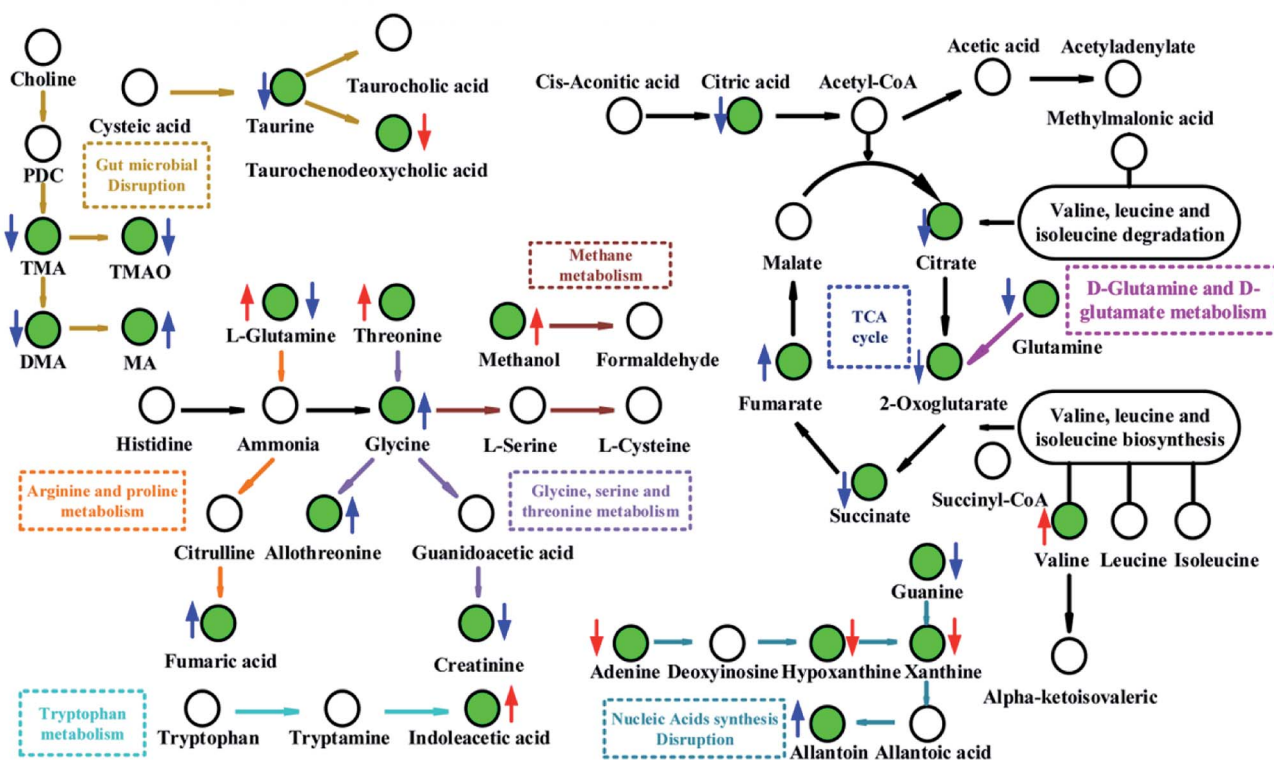 Choline
PDC
TMA
TMAO
DMA
MA
Cysteic acid
Taurine
Taurocholic acid
Taurochenodeoxycholic acid
Gut microbial
Disruption
Cis-Aconitic acid
Citric acid
Acetyl-CoA
Acetic acid
Acetyladenylate
Methylmalonic acid
Valine, leucine and
isoleucine degradation
Malate
Citrate
TCA
cycle
D-Glutamine and D-
glutamate metabolism
Glutamine
Fumarate
2-Oxoglutarate
Succinate
Valine, leucine and
isoleucine biosynthesis
Succinyl-CoA
Valine
Leucine
Isoleucine
Alpha-ketoisovaleric
Methane
metabolism
L-Glutamine
Threonine
Methanol
Formaldehyde
Histidine
Ammonia
Glycine
L-Serine
L-Cysteine
Arginine and proline
metabolism
Glycine, serine and
threonine metabolism
Citrulline
Allothreonine
Guanidoacetic acid
Fumaric acid
Creatinine
Tryptophan
metabolism
Tryptophan
Tryptamine
Indoleacetic acid
Guanine
Adenine
Deoxyinosine
Hypoxanthine
Xanthine
Nucleic Acids synthesis
Disruption
Allantoin
Allantoic acid